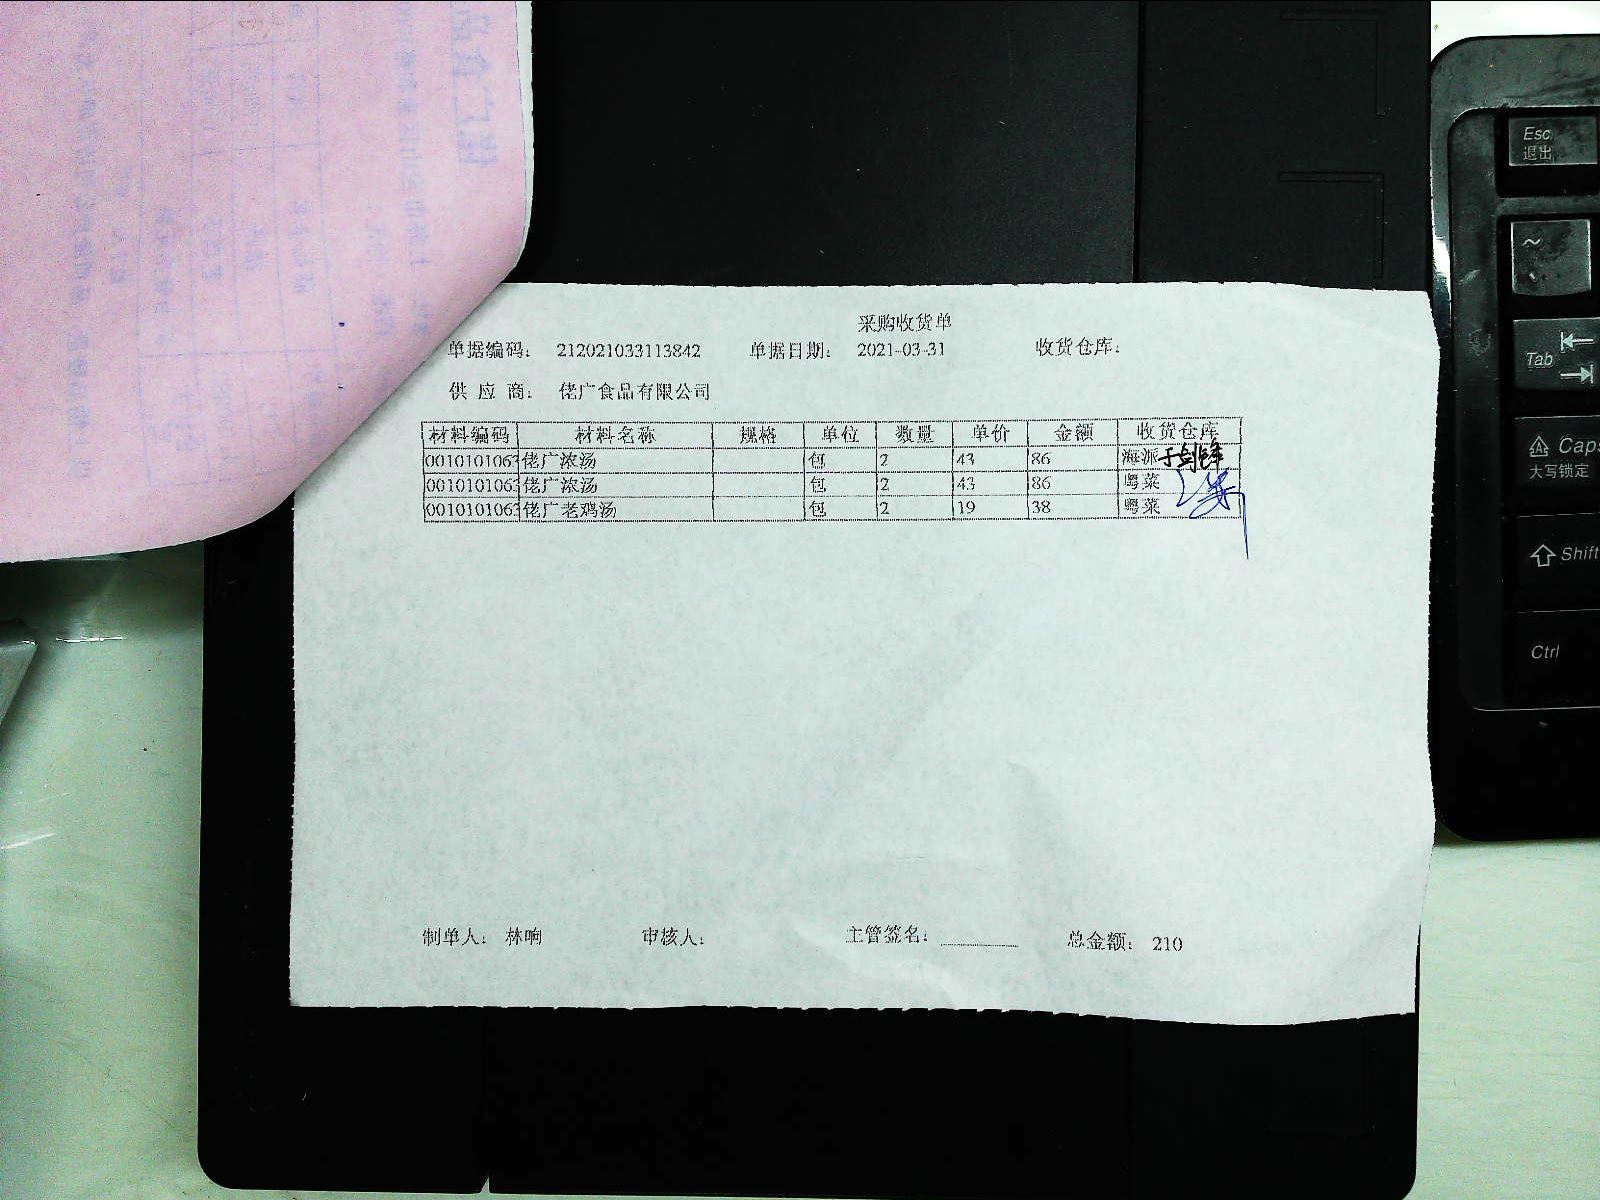 采购收货单
单据编码： 212021033113842 单据日期： 2021-03-31 收货仓库：
供 应 商： 佬广食品有限公司
材料编码 材料名称 规格 单位 数量 单价 金额 收货仓库
0010101063 佬广浓汤 包 2 43 86 海派 于剑锋
0010101063 佬广浓汤 包 2 43 86 粤菜
0010101063 佬广老鸡汤 包 2 19 38 粤菜
制单人： 林响 审核人： 主管签名： 总金额： 210
Esc
退出
~
Tab
Caps
大写锁定
Shift
Ctrl